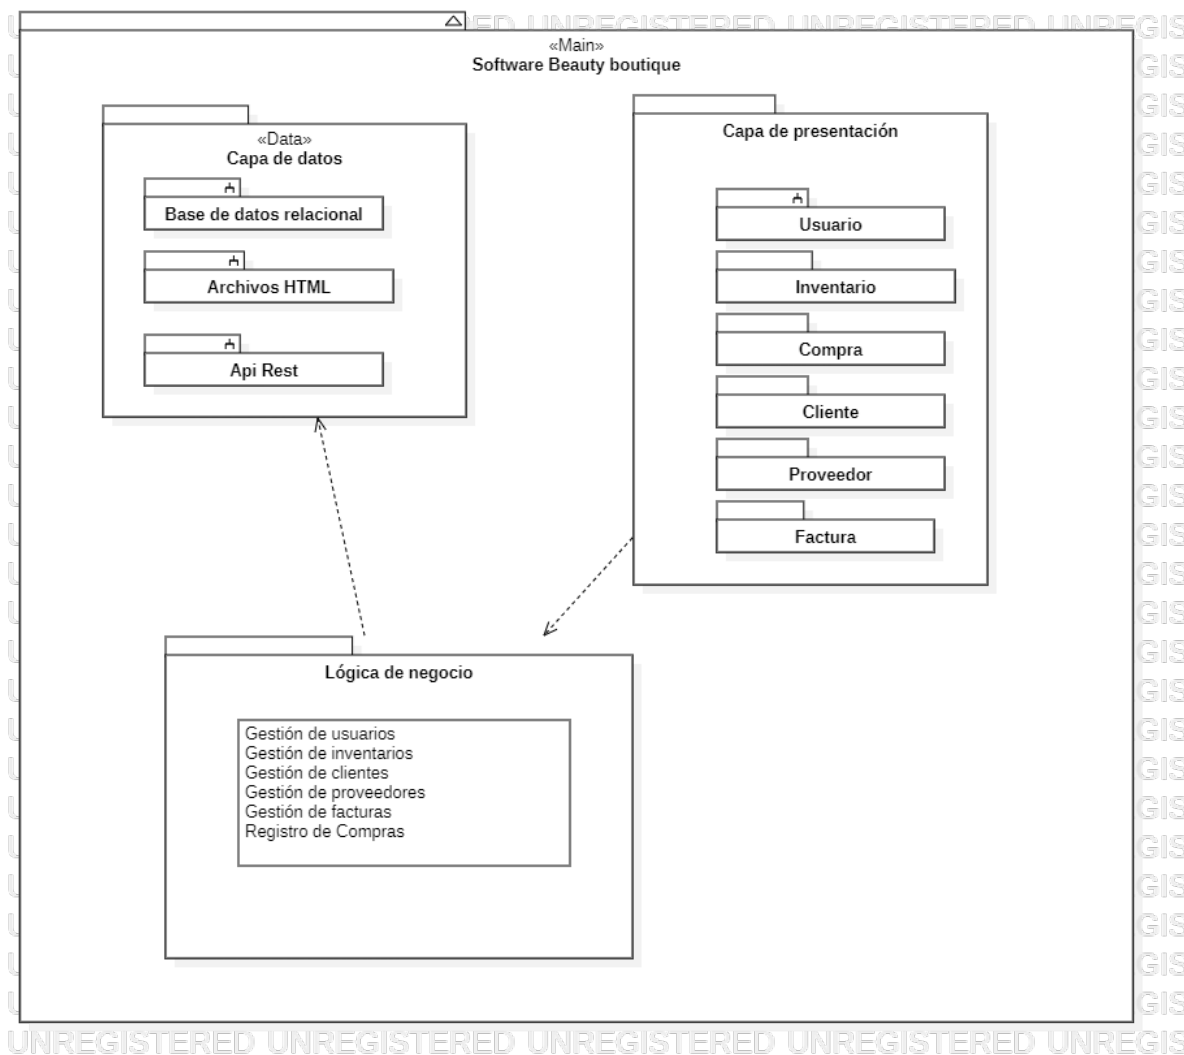 «Main»
Software Beauty boutique
«Data»
Capa de datos
Base de datos relacional
Archivos HTML
Api Rest
Capa de presentación
Usuario
Inventario
Compra
Cliente
Proveedor
Factura
Lógica de negocio
Gestión de usuarios
Gestión de inventarios
Gestión de clientes
Gestión de proveedores
Gestión de facturas
Registro de Compras
UNREGISTERED UNREGISTERED UNREGISTERED UNREGISTERED UNREGIS